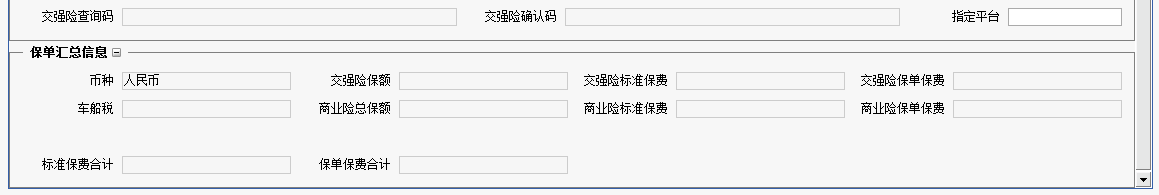 交强险查询码 交强险确认码 指定平台
保单汇总信息
币种 人民币 交强险保额 交强险标准保费 交强险保单保费
车船税 商业险总保额 商业险标准保费 商业险保单保费
标准保费合计 保单保费合计